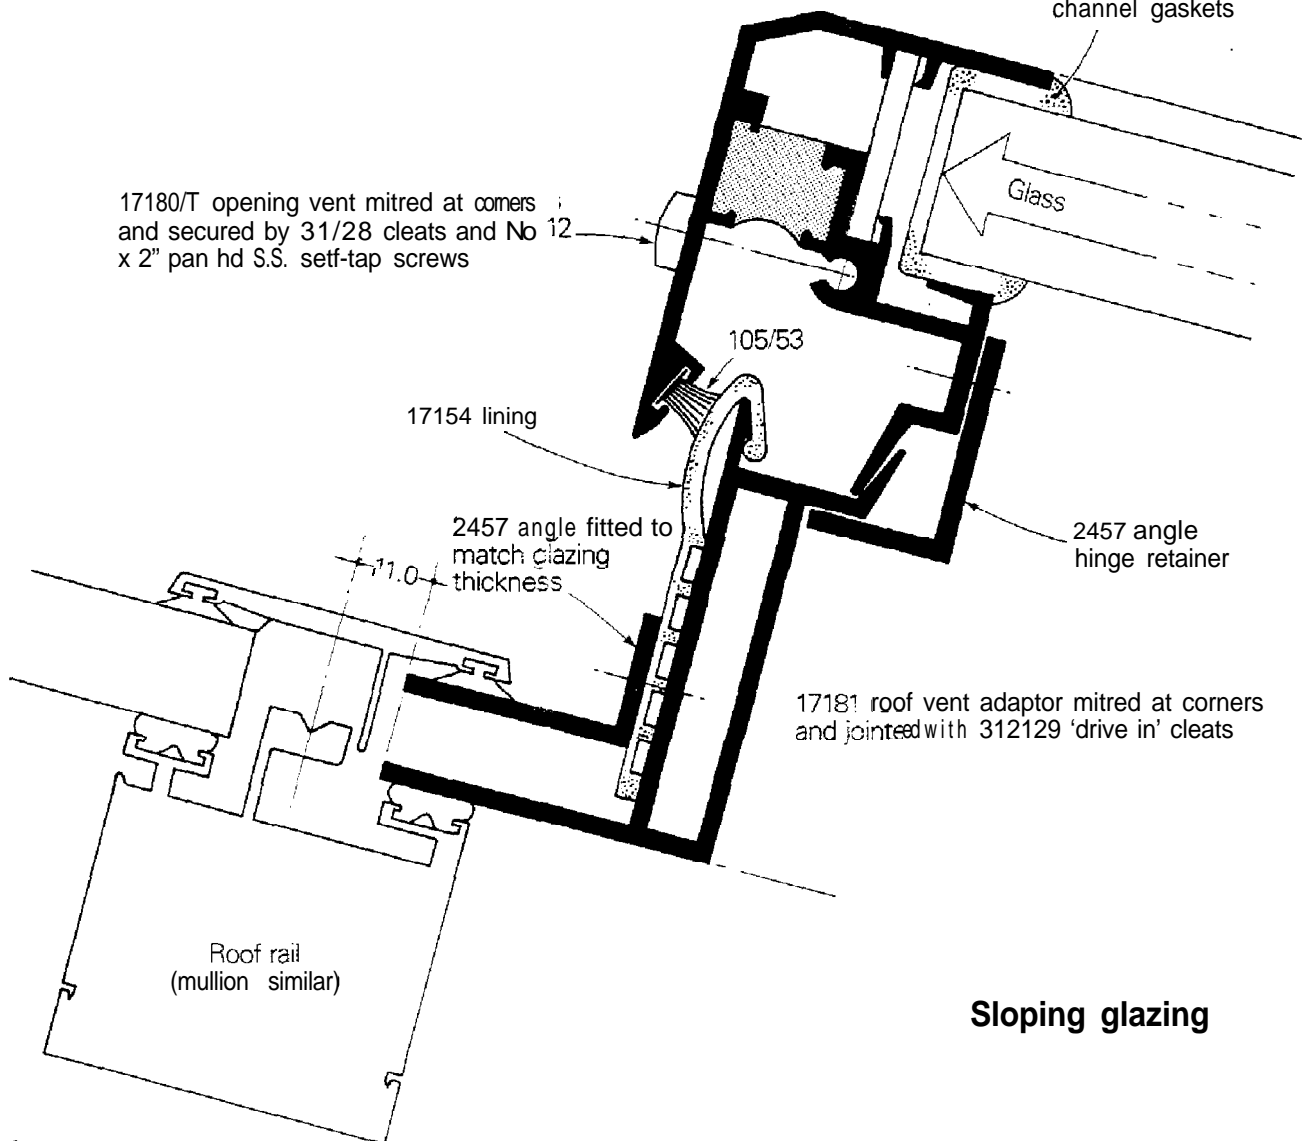 channel gaskets
Glass
17180/T opening vent mitred at corners
and secured by 31/28 cleats and No 12
x 2” pan hd S.S. setf-tap screws
105/53
17154 lining
2457 angle fitted to
match glazing
thickness
11.0
2457 angle
hinge retainer
17181 roof vent adaptor mitred at corners
and jointed with 312129 ‘drive in’ cleats
Roof rail
(mullion similar)
Sloping glazing